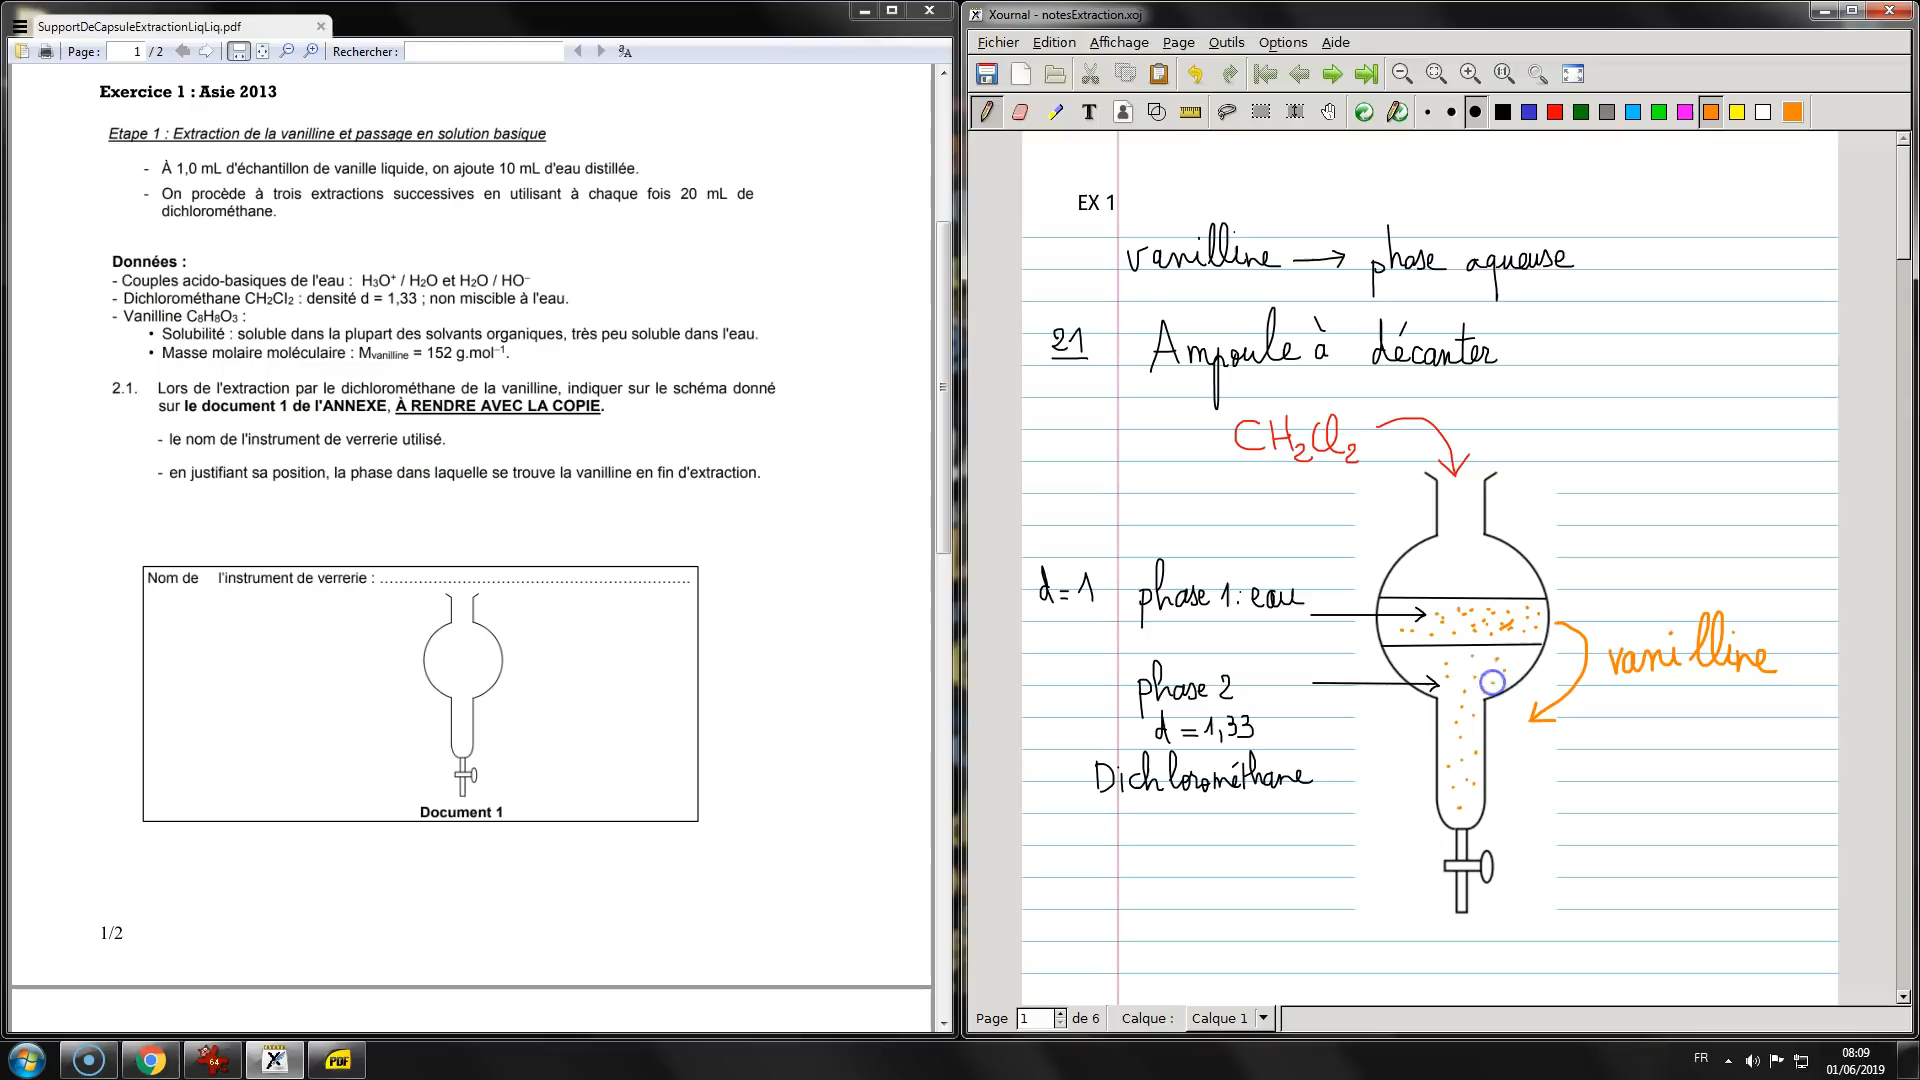 SupportDeCapsuleExtractionLiqLiq.pdf
Page : 1 / 2 Rechercher :
Exercice 1 : Asie 2013
Etape 1 : Extraction de la vanilline et passage en solution basique
- À 1,0 mL d'échantillon de vanille liquide, on ajoute 10 mL d'eau distillée.
- On procède à trois extractions successives en utilisant à chaque fois 20 mL de
dichlorométhane.
Données :
- Couples acido-basiques de l'eau : H3O+ / H2O et H2O / HO–
- Dichlorométhane CH2Cl2 : densité d = 1,33 ; non miscible à l'eau.
- Vanilline C8H8O3 :
• Solubilité : soluble dans la plupart des solvants organiques, très peu soluble dans l'eau.
• Masse molaire moléculaire : Mvanilline = 152 g.mol–1.
2.1. Lors de l'extraction par le dichlorométhane de la vanilline, indiquer sur le schéma donné
sur le document 1 de l'ANNEXE, À RENDRE AVEC LA COPIE.
- le nom de l'instrument de verrerie utilisé.
- en justifiant sa position, la phase dans laquelle se trouve la vanilline en fin d'extraction.
Nom de l'instrument de verrerie : ................................................................
Document 1
1/2
Xournal - notesExtraction.xoj
Fichier Edition Affichage Page Outils Options Aide
EX 1
vanilline → phase aqueuse
21 Ampoule à décanter
CH2Cl2
d = 1 phase 1 : eau
vanilline
phase 2
d = 1,33
Dichlorométhane
Page 1 de 6 Calque : Calque 1
64
PDF
FR
08:09
01/06/2019